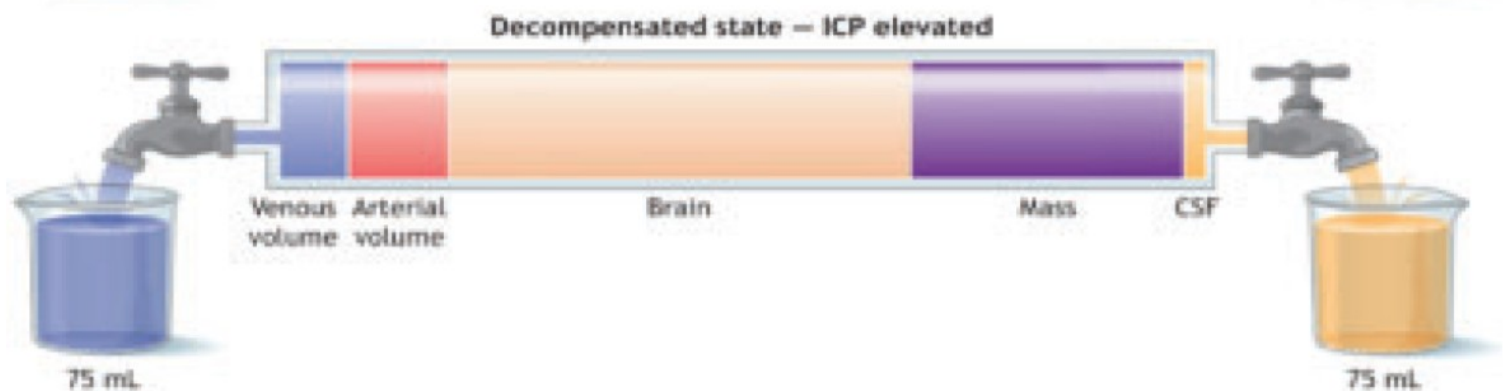 Decompensated state — ICP elevated
Venous volume
Arterial volume
Brain
Mass
CSF
75 mL
75 mL